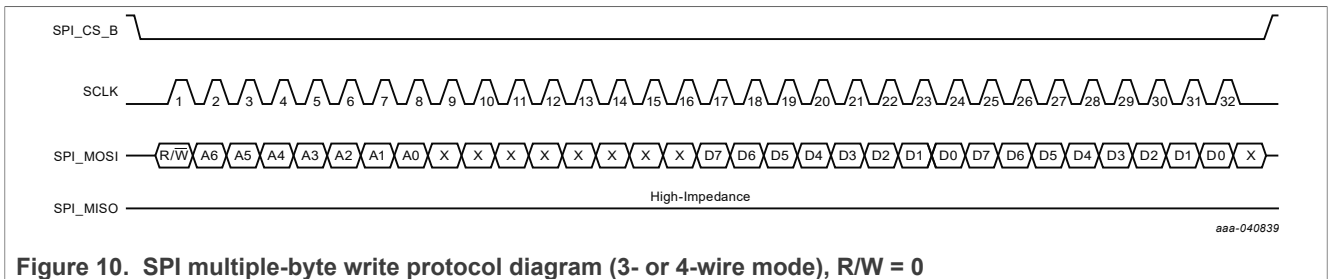 SPI_CS_B
SCLK 1 2 3 4 5 6 7 8 9 10 11 12 13 14 15 16 17 18 19 20 21 22 23 24 25 26 27 28 29 30 31 32
SPI_MOSI R/W̅ A6 A5 A4 A3 A2 A1 A0 X X X X X X X X D7 D6 D5 D4 D3 D2 D1 D0 D7 D6 D5 D4 D3 D2 D1 D0 X
High-Impedance
SPI_MISO
aaa-040839
Figure 10. SPI multiple-byte write protocol diagram (3- or 4-wire mode), R/W = 0